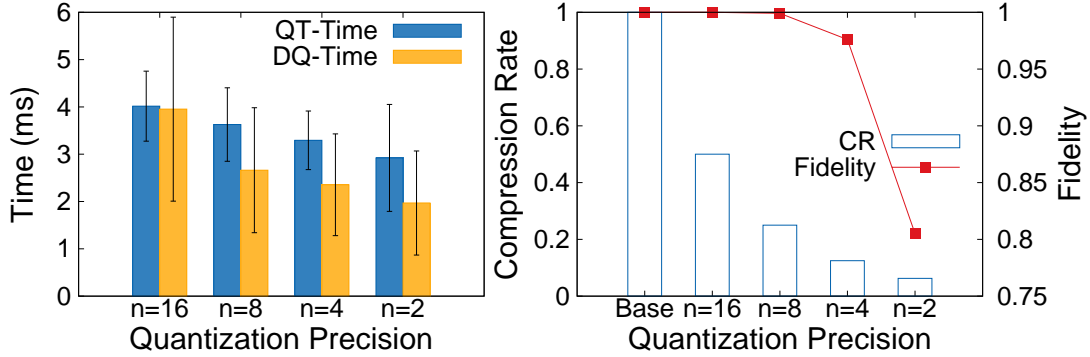 6
5
4
3
2
1
0
Time (ms)
QT-Time
DQ-Time
n=16 n=8 n=4 n=2
Quantization Precision
1
0.8
0.6
0.4
0.2
0
Compression Rate
CR
Fidelity
1
0.95
0.9
0.85
0.8
0.75
Fidelity
Base n=16 n=8 n=4 n=2
Quantization Precision